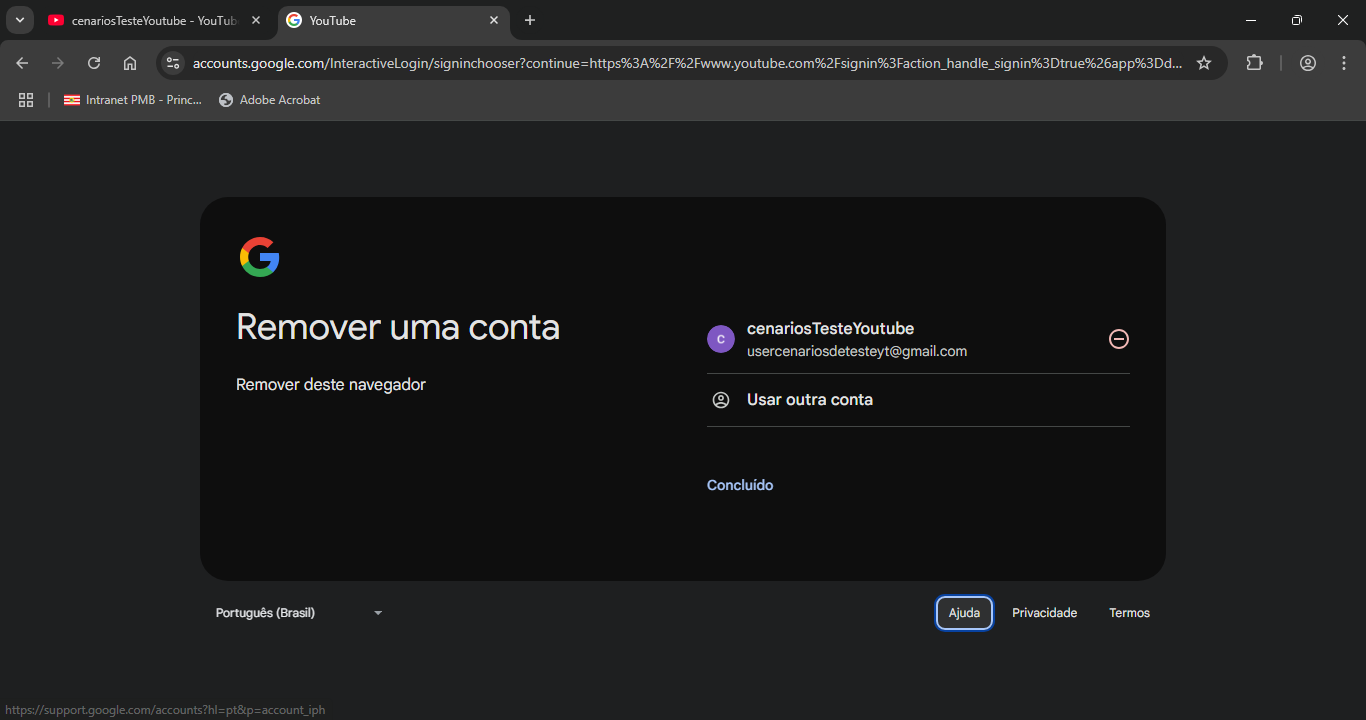 cenariosTesteYoutube - YouTub
YouTube
accounts.google.com/InteractiveLogin/signinchooser?continue=https%3A%2F%2Fwww.youtube.com%2Fsignin%3Faction_handle_signin%3Dtrue%26app%3Dd...
Intranet PMB - Princ...
Adobe Acrobat
Remover uma conta
Remover deste navegador
C
cenariosTesteYoutube
usercenariosdetesteyt@gmail.com
Usar outra conta
Concluído
Português (Brasil)
Ajuda
Privacidade
Termos
https://support.google.com/accounts?hl=pt&p=account_iph